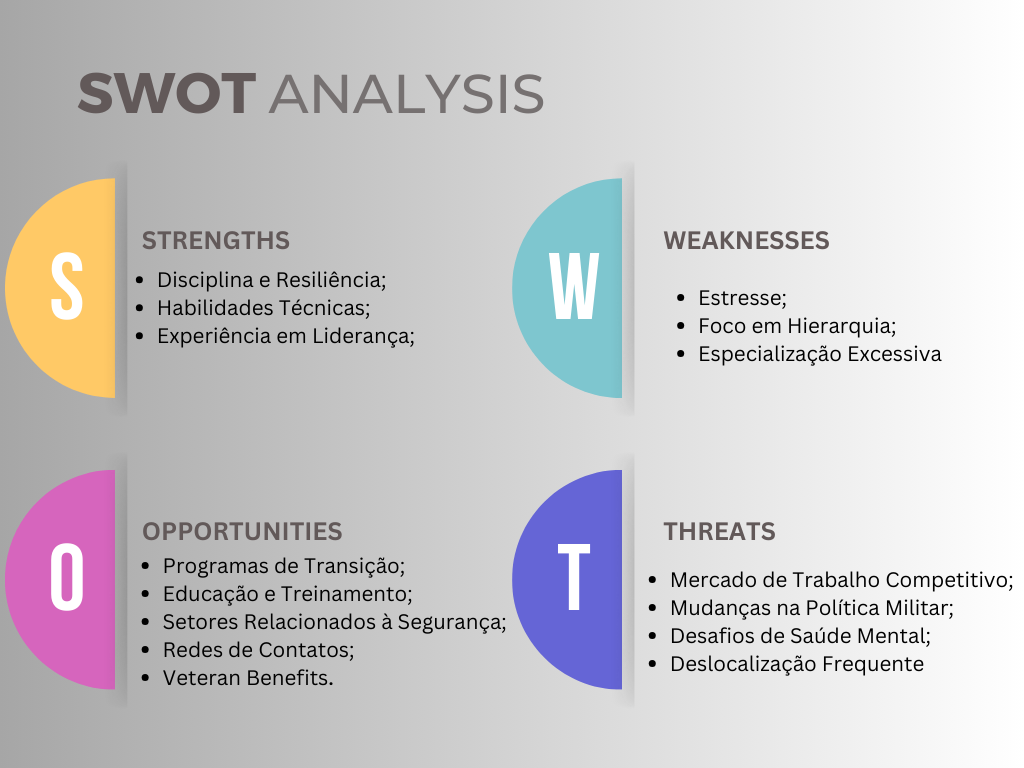 SWOT ANALYSIS
S
STRENGTHS
• Disciplina e Resiliência;
• Habilidades Técnicas;
• Experiência em Liderança;
W
WEAKNESSES
• Estresse;
• Foco em Hierarquia;
• Especialização Excessiva
O
OPPORTUNITIES
• Programas de Transição;
• Educação e Treinamento;
• Setores Relacionados à Segurança;
• Redes de Contatos;
• Veteran Benefits.
T
THREATS
• Mercado de Trabalho Competitivo;
• Mudanças na Política Militar;
• Desafios de Saúde Mental;
• Deslocalização Frequente